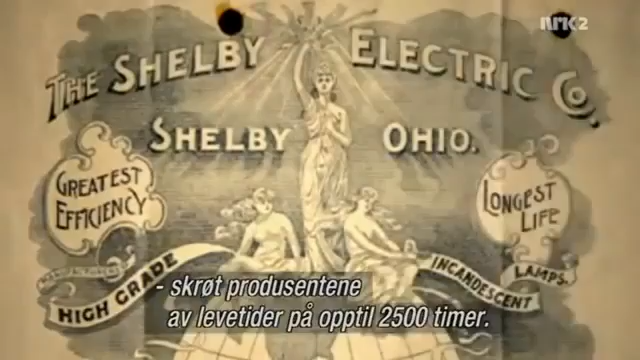 nrk2
THE SHELBY ELECTRIC CO.
SHELBY OHIO.
GREATEST
EFFICIENCY
LONGEST
LIFE
MANUFACTURERS
HIGH GRADE
INCANDESCENT
LAMPS.
- skrøt produsentene
av levetider på opptil 2500 timer.